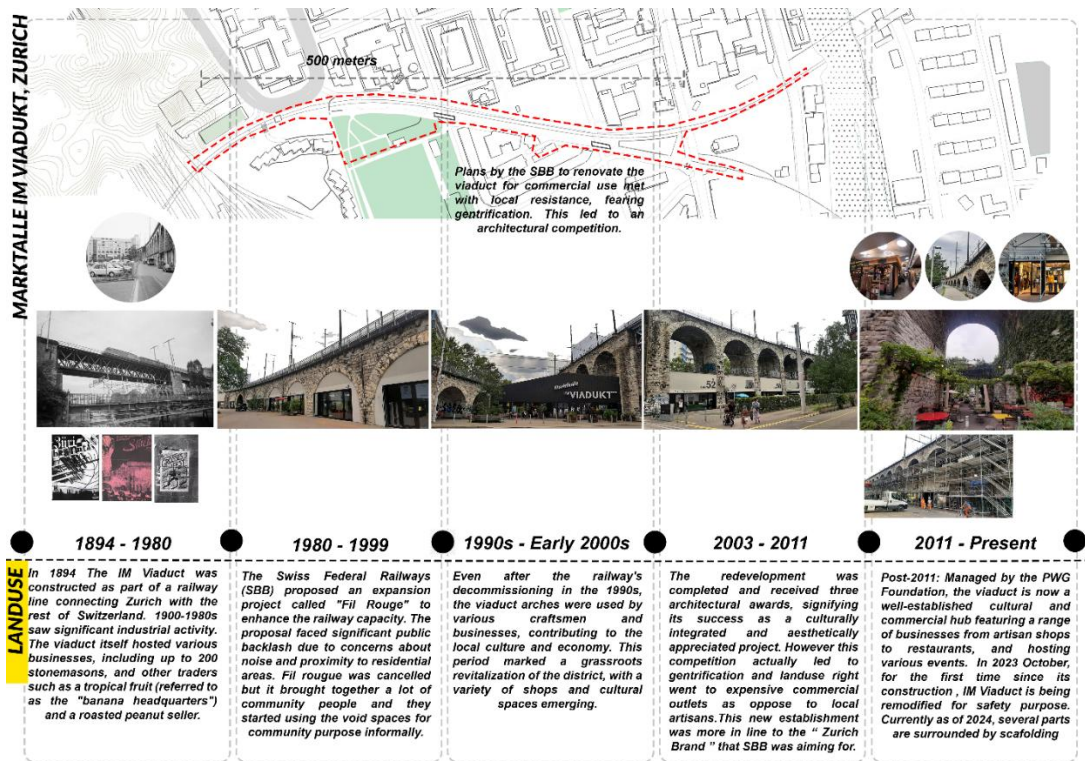 MARKTALLE IM VIADUKT, ZURICH
500 meters
Plans by the SBB to renovate the
viaduct for commercial use met
with local resistance, fearing
gentrification. This led to an
architectural competition.
"VIADUKT"
52
LANDUSE
1894 - 1980
In 1894 The IM Viaduct was
constructed as part of a railway
line connecting Zurich with the
rest of Switzerland. 1900-1980s
saw significant industrial activity.
The viaduct itself hosted various
businesses, including up to 200
stonemasons, and other traders
such as a tropical fruit (referred to
as the "banana headquarters")
and a roasted peanut seller.
1980 - 1999
The Swiss Federal Railways
(SBB) proposed an expansion
project called "Fil Rouge" to
enhance the railway capacity. The
proposal faced significant public
backlash due to concerns about
noise and proximity to residential
areas. Fil rougue was cancelled
but it brought together a lot of
community people and they
started using the void spaces for
community purpose informally.
1990s - Early 2000s
Even after the railway's
decommissioning in the 1990s,
the viaduct arches were used by
various craftsmen and
businesses, contributing to the
local culture and economy. This
period marked a grassroots
revitalization of the district, with a
variety of shops and cultural
spaces emerging.
2003 - 2011
The redevelopment was
completed and received three
architectural awards, signifying
its success as a culturally
integrated and aesthetically
appreciated project. However this
competition actually led to
gentrification and landuse right
went to expensive commercial
outlets as oppose to local
artisans.This new establishment
was more in line to the " Zurich
Brand " that SBB was aiming for.
2011 - Present
Post-2011: Managed by the PWG
Foundation, the viaduct is now a
well-established cultural and
commercial hub featuring a
range of businesses from artisan shops
to restaurants, and hosting
various events. In 2023 October,
for the first time since its
construction , IM Viaduct is being
remodified for safety purpose.
Currently as of 2024, several parts
are surrounded by scafolding